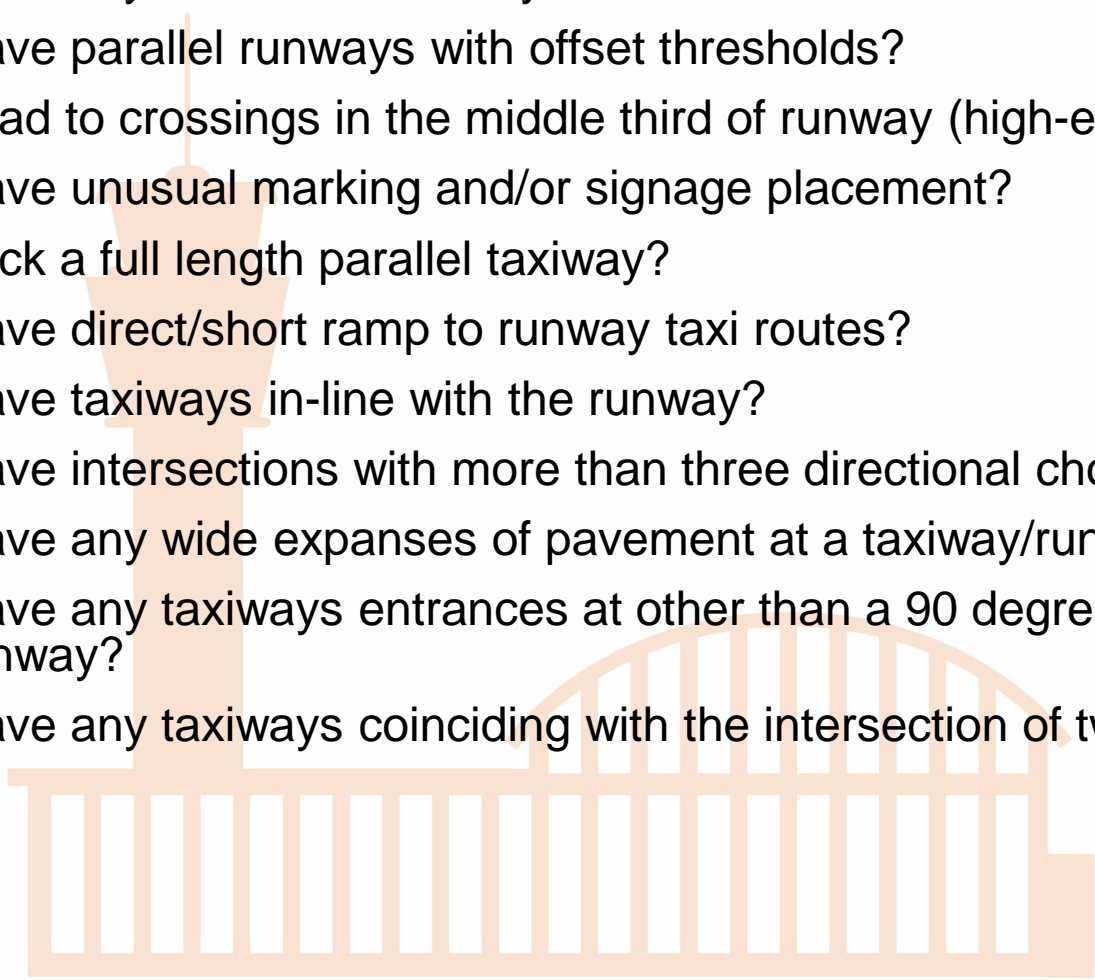 ave parallel runways with offset thresholds?
ad to crossings in the middle third of runway (high-e
ave unusual marking and/or signage placement?
ck a full length parallel taxiway?
ave direct/short ramp to runway taxi routes?
ave taxiways in-line with the runway?
ave intersections with more than three directional cho
ave any wide expanses of pavement at a taxiway/run
ave any taxiways entrances at other than a 90 degre
nway?
ave any taxiways coinciding with the intersection of tw